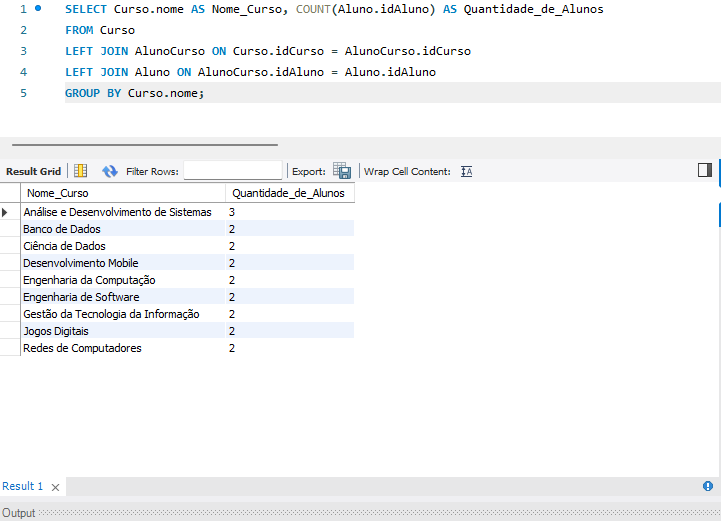 1 SELECT Curso.nome AS Nome_Curso, COUNT(Aluno.idAluno) AS Quantidade_de_Alunos
2 FROM Curso
3 LEFT JOIN AlunoCurso ON Curso.idCurso = AlunoCurso.idCurso
4 LEFT JOIN Aluno ON AlunoCurso.idAluno = Aluno.idAluno
5 GROUP BY Curso.nome;
Result Grid Filter Rows: Export: Wrap Cell Content:
Nome_Curso Quantidade_de_Alunos
Análise e Desenvolvimento de Sistemas 3
Banco de Dados 2
Ciência de Dados 2
Desenvolvimento Mobile 2
Engenharia da Computação 2
Engenharia de Software 2
Gestão da Tecnologia da Informação 2
Jogos Digitais 2
Redes de Computadores 2
Result 1
Output